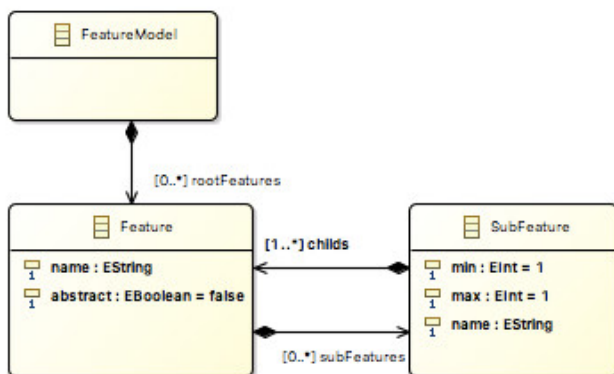 FeatureModel
[0..*] rootFeatures
Feature
name : EString
abstract : EBoolean = false
[1..*] childs
[0..*] subFeatures
SubFeature
min : EInt = 1
max : EInt = 1
name : EString